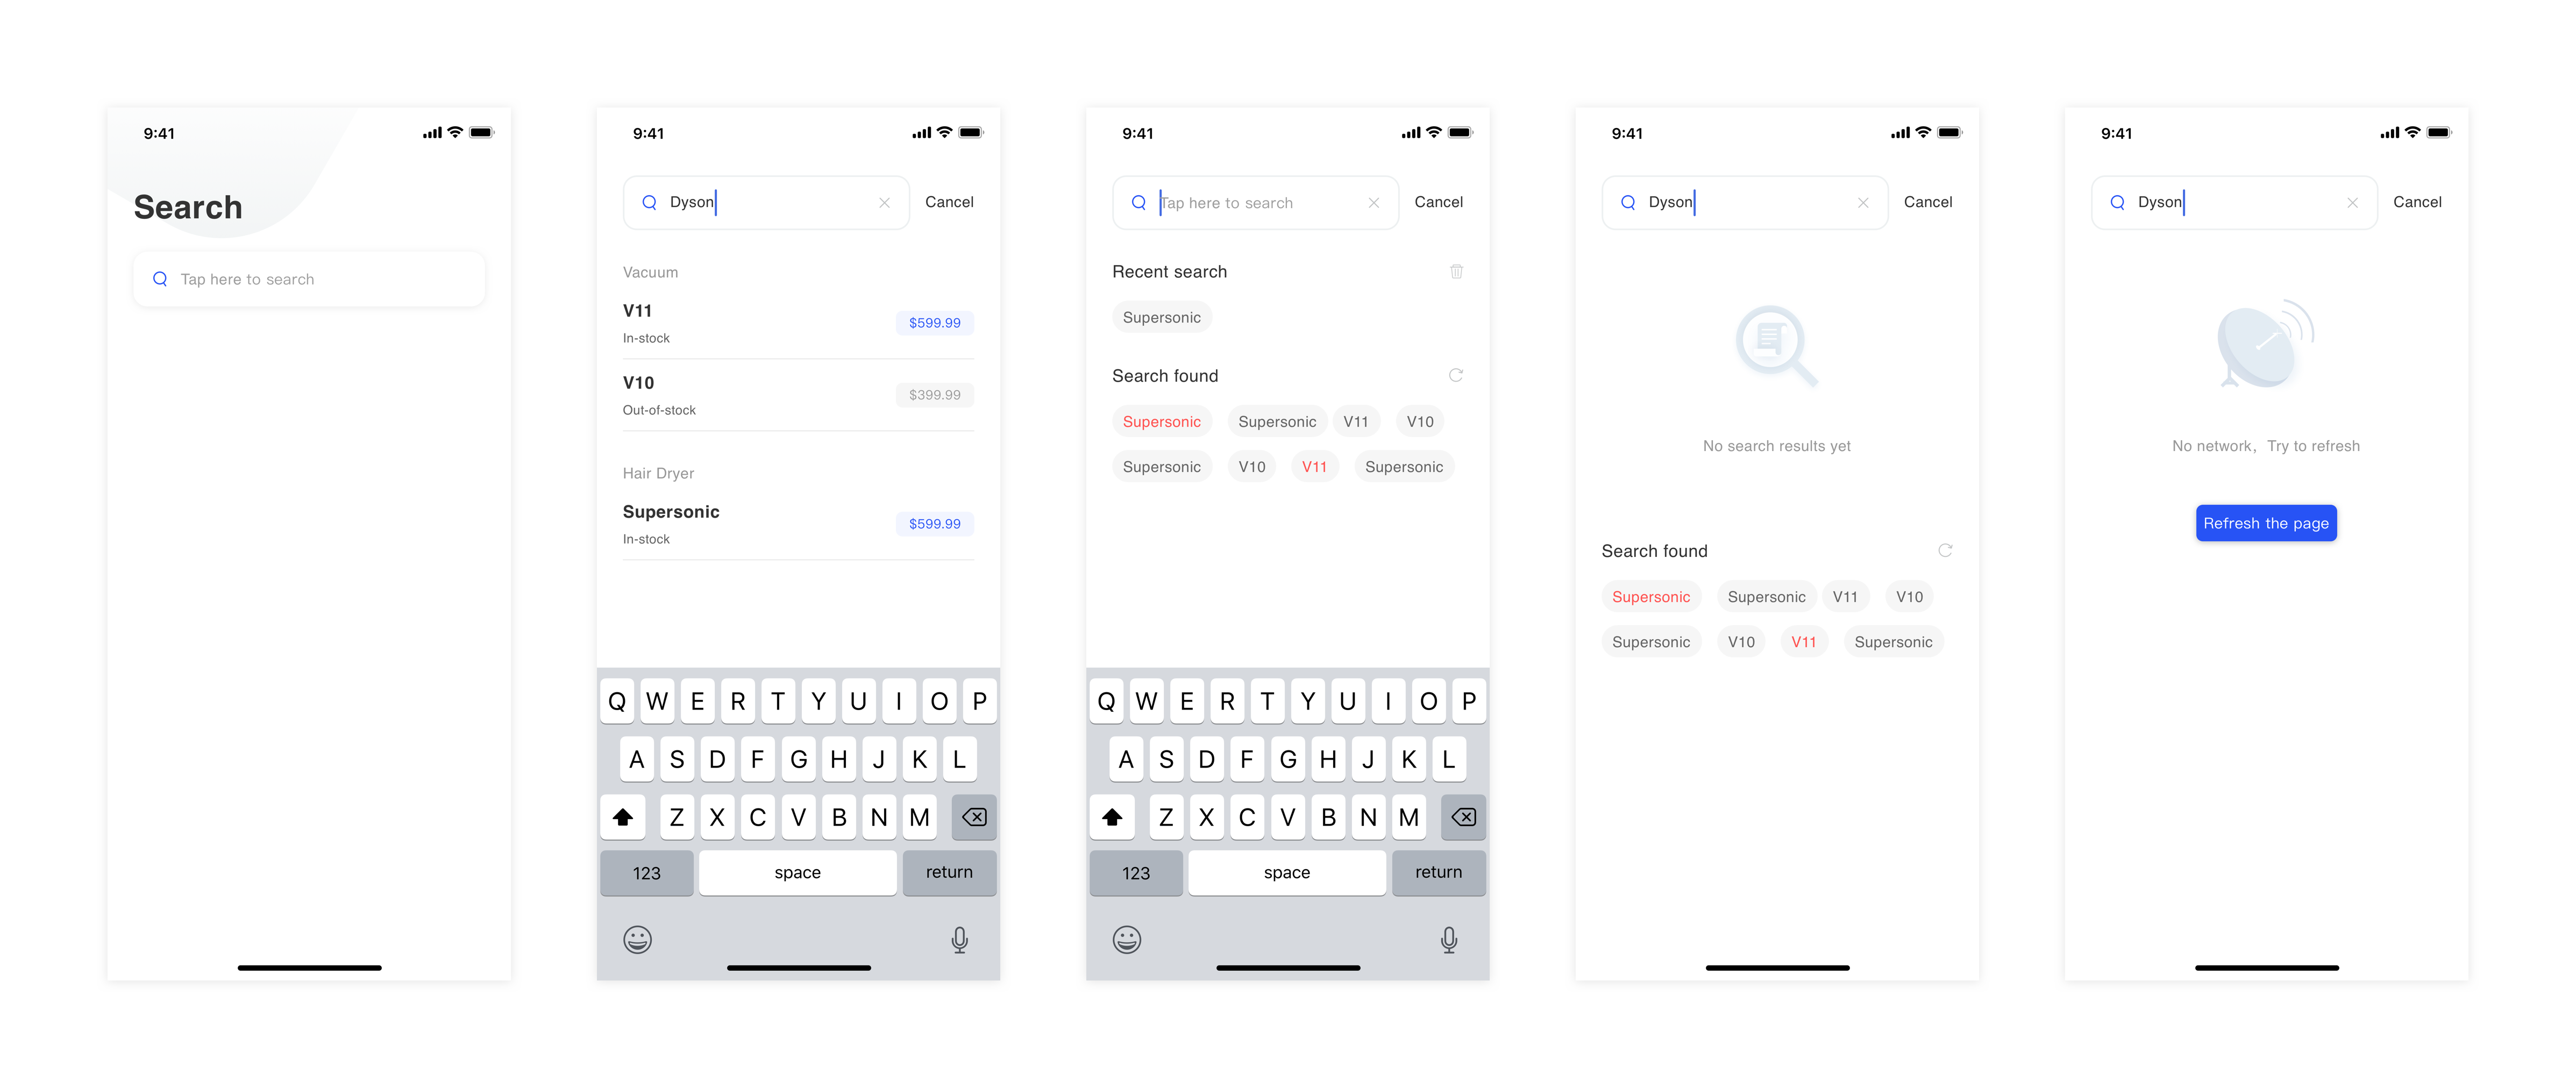 9:41
Search
Tap here to search
9:41
Dyson
Cancel
Vacuum
V11
In-stock
$599.99
V10
Out-of-stock
$399.99
Hair Dryer
Supersonic
In-stock
$599.99
Q W E R T Y U I O P
A S D F G H J K L
Z X C V B N M
123 space return
9:41
Tap here to search
Cancel
Recent search
Supersonic
Search found
Supersonic Supersonic V11 V10
Supersonic V10 V11 Supersonic
Q W E R T Y U I O P
A S D F G H J K L
Z X C V B N M
123 space return
9:41
Dyson
Cancel
No search results yet
Search found
Supersonic Supersonic V11 V10
Supersonic V10 V11 Supersonic
9:41
Dyson
Cancel
No network，Try to refresh
Refresh the page